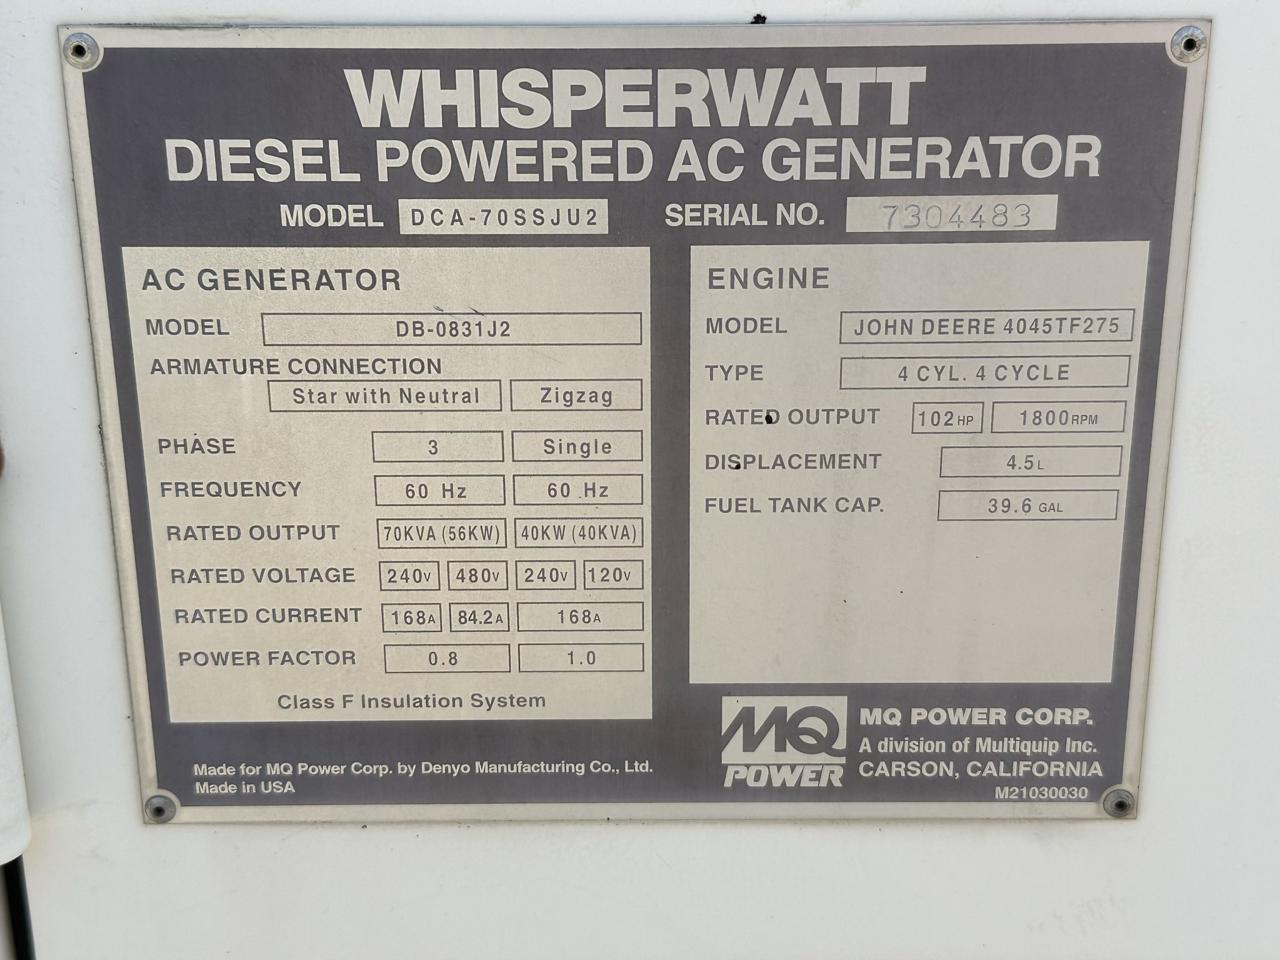 WHISPERWATT
DIESEL POWERED AC GENERATOR
MODEL DCA-70SSJU2 SERIAL NO. 7304483
AC GENERATOR
MODEL DB-0831J2
ARMATURE CONNECTION
Star with Neutral Zigzag
PHASE 3 Single
FREQUENCY 60 Hz 60 Hz
RATED OUTPUT 70KVA (56KW) 40KW (40KVA)
RATED VOLTAGE 240V 480V 240V 120V
RATED CURRENT 168A 84.2A 168A
POWER FACTOR 0.8 1.0
Class F Insulation System
ENGINE
MODEL JOHN DEERE 4045TF275
TYPE 4 CYL. 4 CYCLE
RATED OUTPUT 102HP 1800RPM
DISPLACEMENT 4.5L
FUEL TANK CAP. 39.6 GAL
Made for MQ Power Corp. by Denyo Manufacturing Co., Ltd.
Made in USA
MQ
POWER
MQ POWER CORP.
A division of Multiquip Inc.
CARSON, CALIFORNIA
M21030030